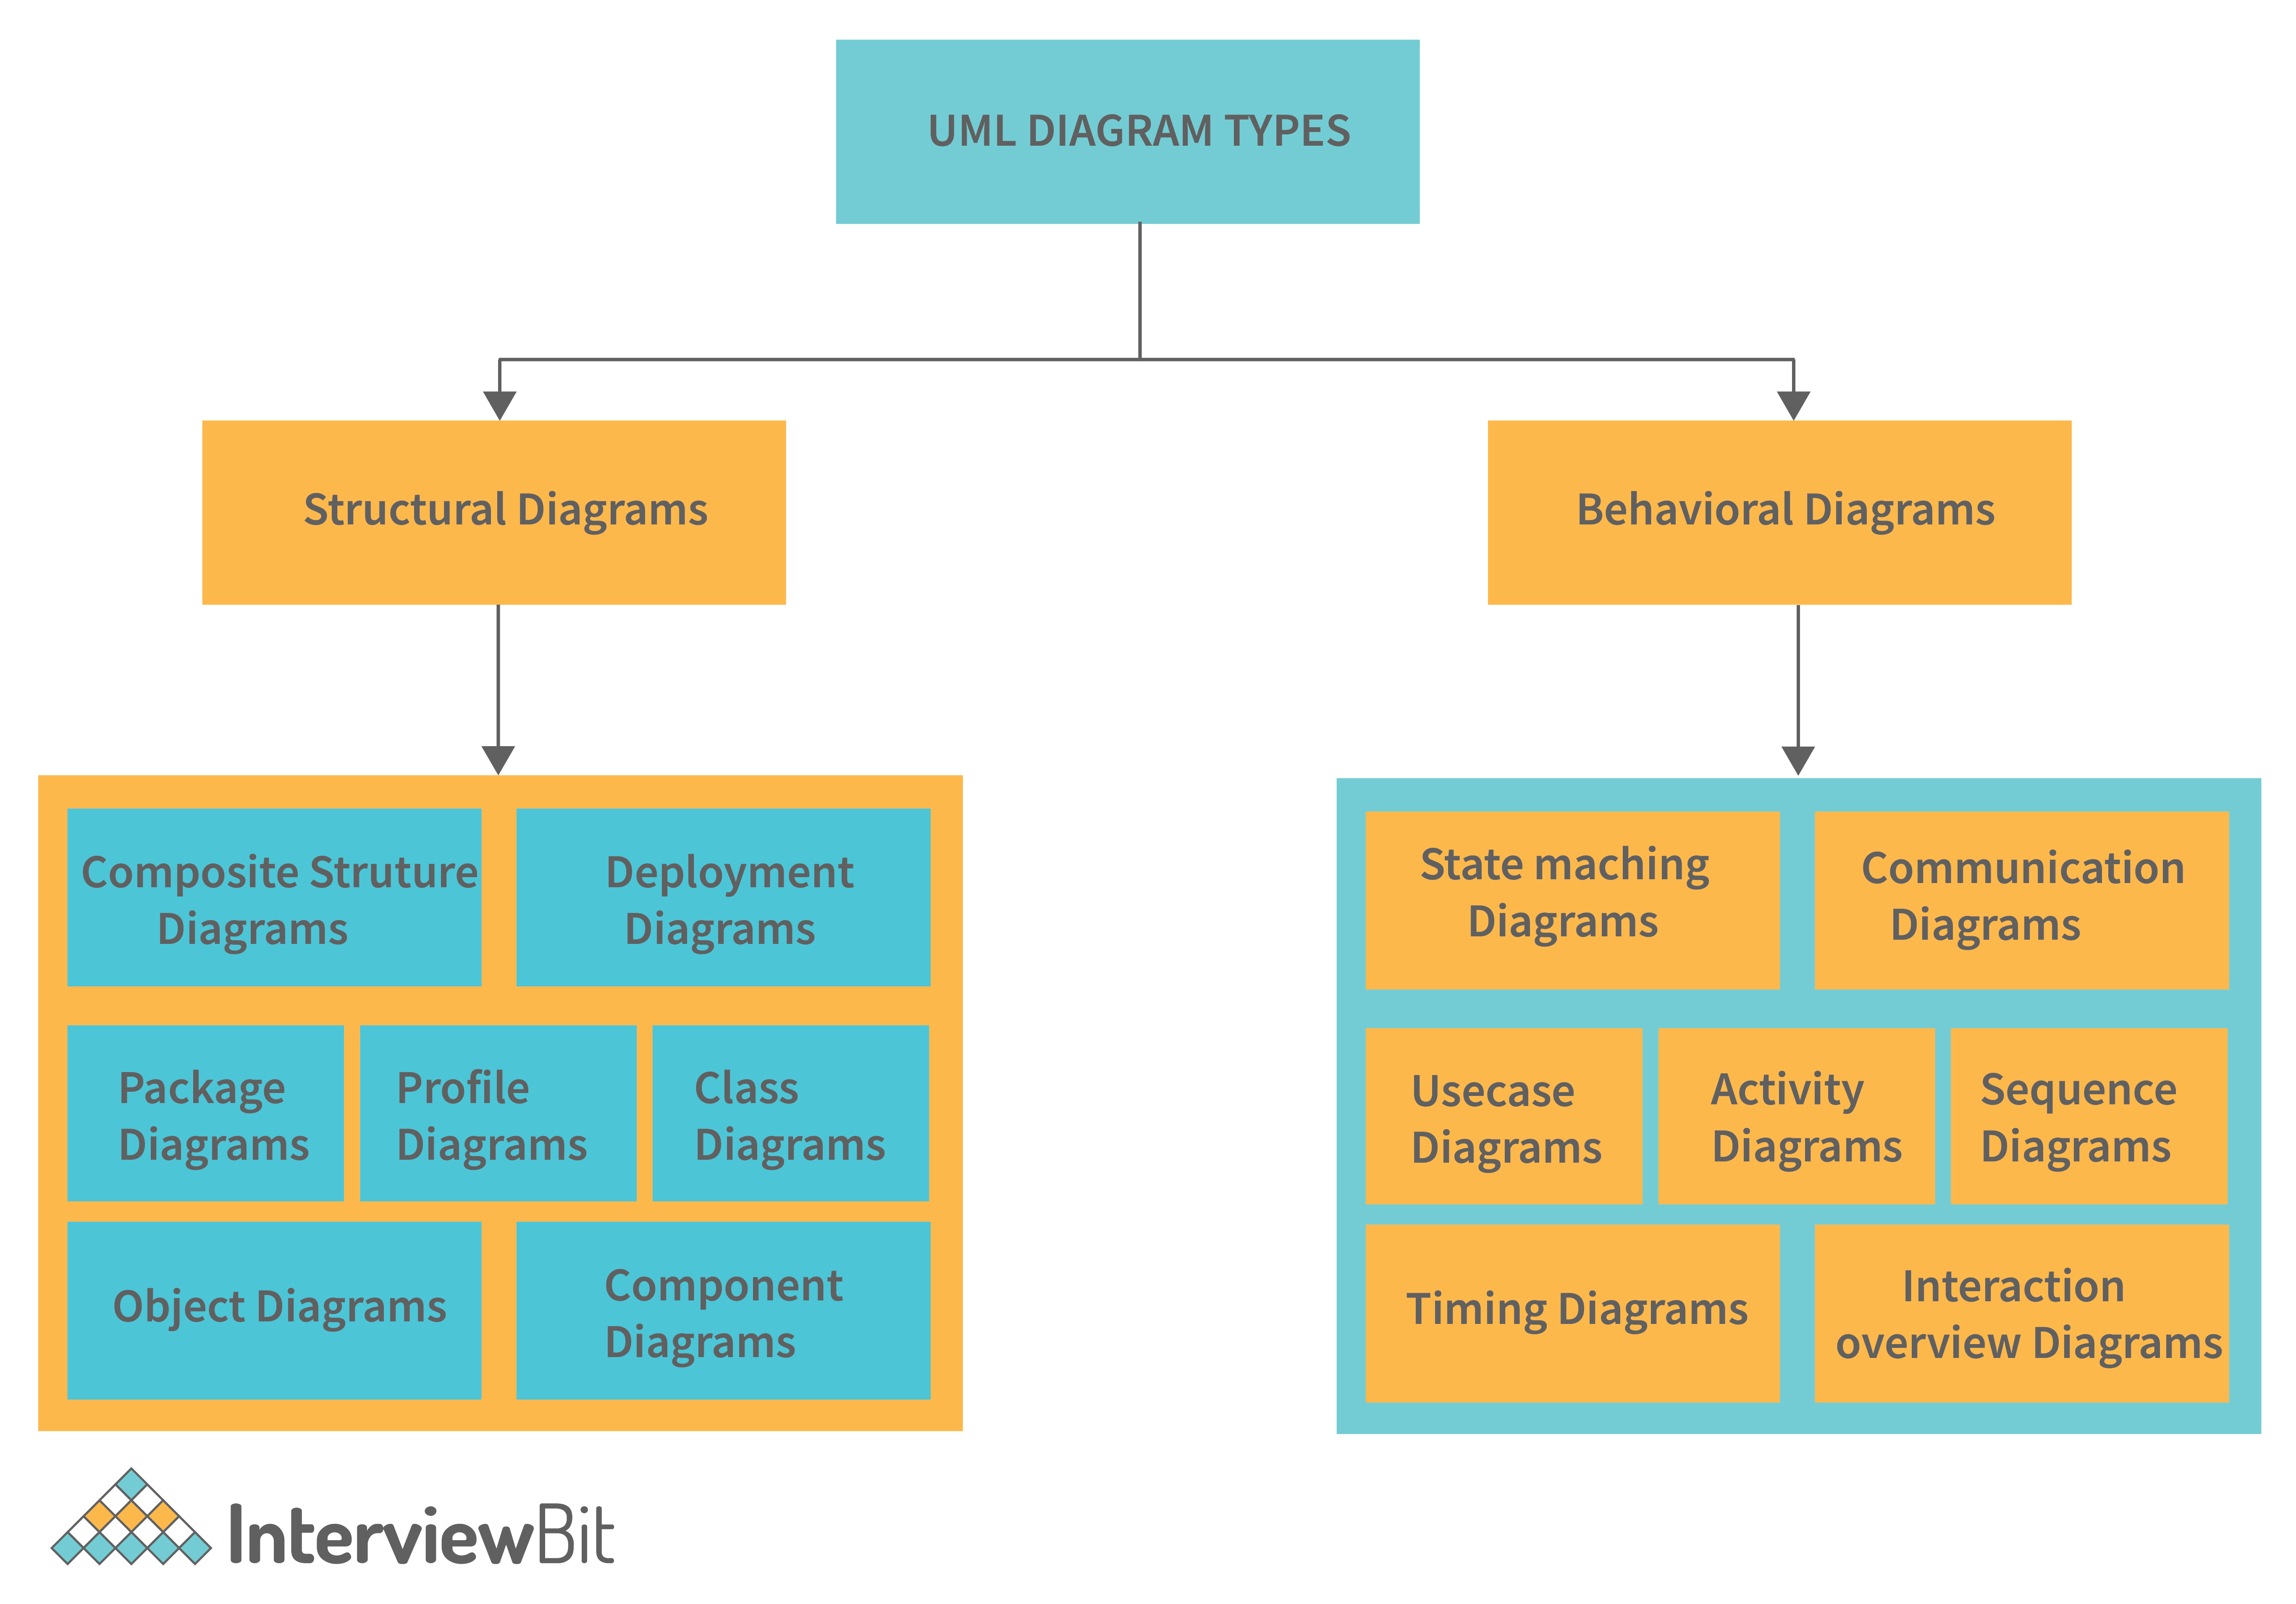 UML DIAGRAM TYPES
Structural Diagrams
Behavioral Diagrams
Composite Struture
Diagrams
Deployment
Diagrams
Package
Diagrams
Profile
Diagrams
Class
Diagrams
Object Diagrams
Component
Diagrams
State maching
Diagrams
Communication
Diagrams
Usecase
Diagrams
Activity
Diagrams
Sequence
Diagrams
Timing Diagrams
Interaction
overview Diagrams
InterviewBit